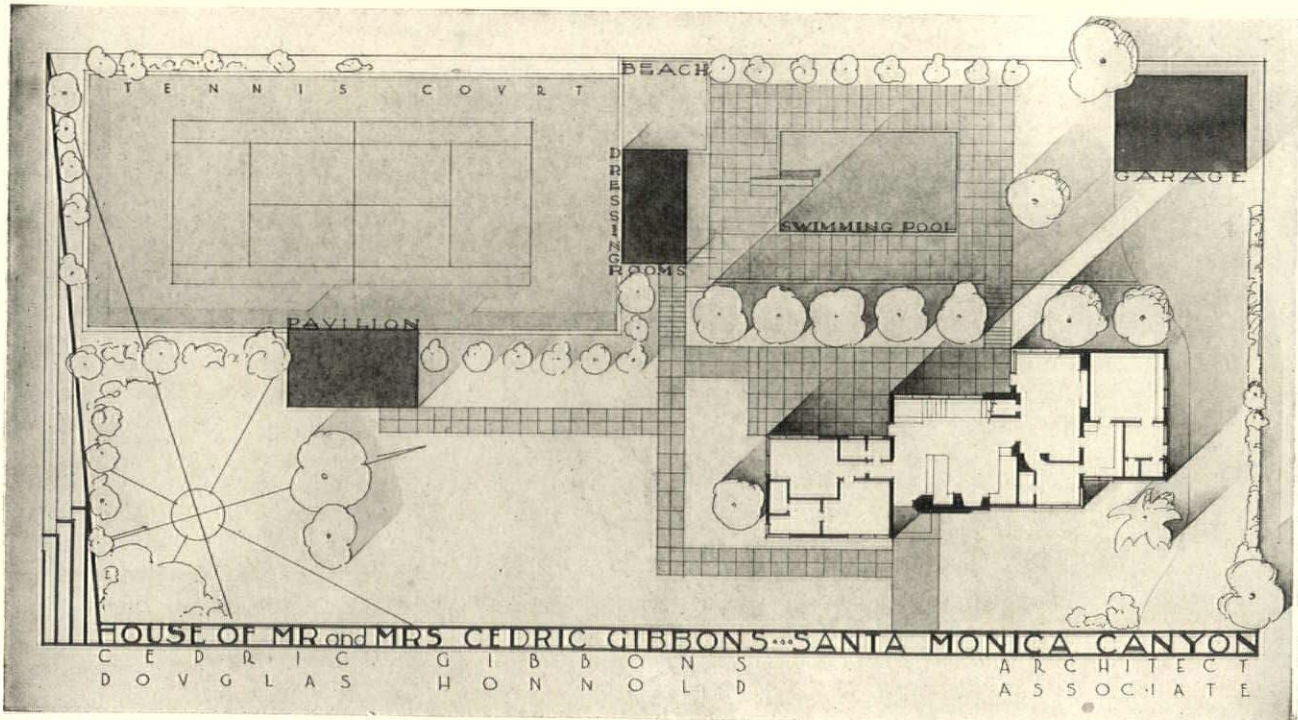 TENNIS COVRT
BEACH
DRESSING
ROOMS
SWIMMING POOL
GARAGE
PAVILION
HOUSE OF MR and MRS CEDRIC GIBBONS...SANTA MONICA CANYON
CEDRIC GIBBONS ARCHITECT
DOVGLAS HONNOLD ASSOCIATE